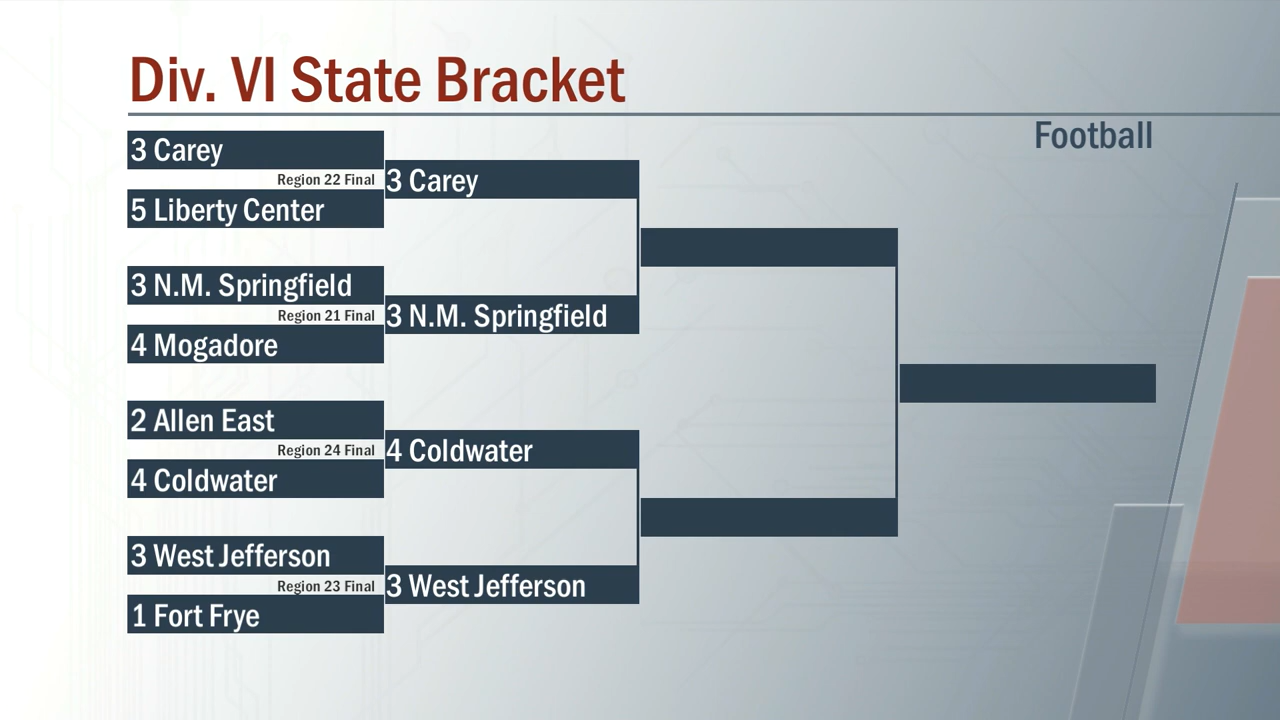 Div. VI State Bracket
Football
3 Carey
Region 22 Final
5 Liberty Center
3 Carey
3 N.M. Springfield
Region 21 Final
4 Mogadore
3 N.M. Springfield
2 Allen East
Region 24 Final
4 Coldwater
4 Coldwater
3 West Jefferson
Region 23 Final
1 Fort Frye
3 West Jefferson